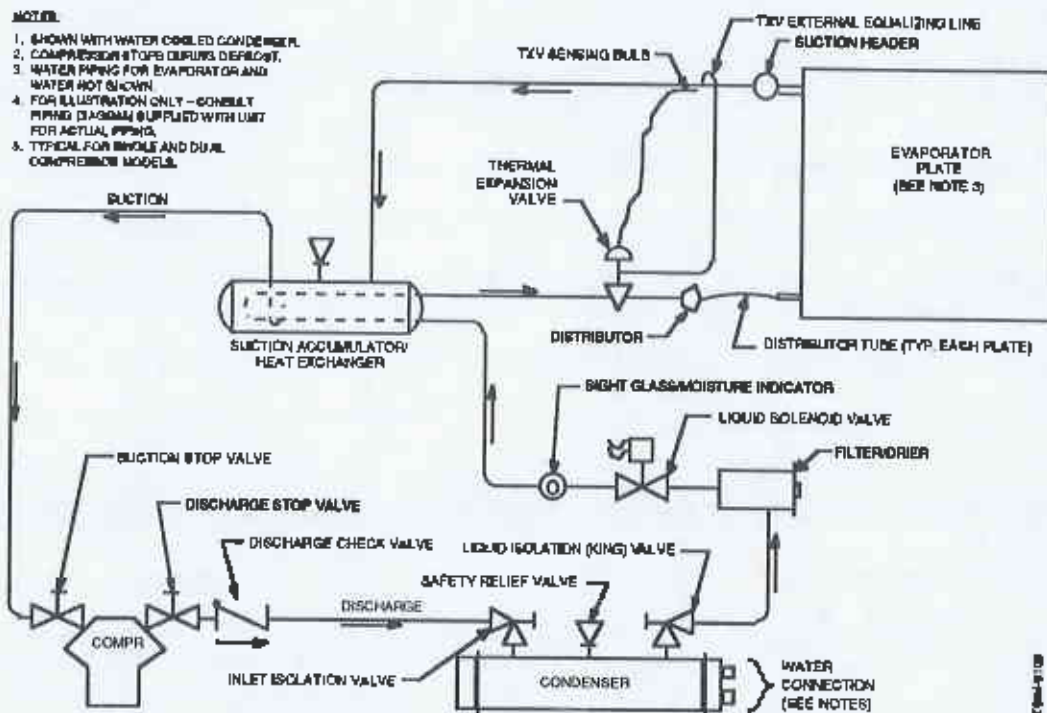 NOTES:
1. SHOWN WITH WATER COOLED CONDENSER.
2. COMPRESSOR STOPS DURING DEFROST.
3. WATER PIPING FOR EVAPORATOR AND
WATER NOT SHOWN.
4. FOR ILLUSTRATION ONLY - CONSULT
PIPING DIAGRAM SUPPLIED WITH UNIT
FOR ACTUAL PIPING.
5. TYPICAL FOR SINGLE AND DUAL
COMPRESSOR MODELS.
TXV EXTERNAL EQUALIZING LINE
TXV SENSING BULB
SUCTION HEADER
THERMAL
EXPANSION
VALVE
EVAPORATOR
PLATE
(SEE NOTE 3)
SUCTION
SUCTION ACCUMULATOR/
HEAT EXCHANGER
DISTRIBUTOR
DISTRIBUTOR TUBE (TYP. EACH PLATE)
SIGHT GLASS/MOISTURE INDICATOR
LIQUID SOLENOID VALVE
FILTER/DRIER
SUCTION STOP VALVE
DISCHARGE STOP VALVE
DISCHARGE CHECK VALVE
LIQUID ISOLATION (KING) VALVE
SAFETY RELIEF VALVE
DISCHARGE
COMPR
INLET ISOLATION VALVE
CONDENSER
WATER
CONNECTION
(SEE NOTES)